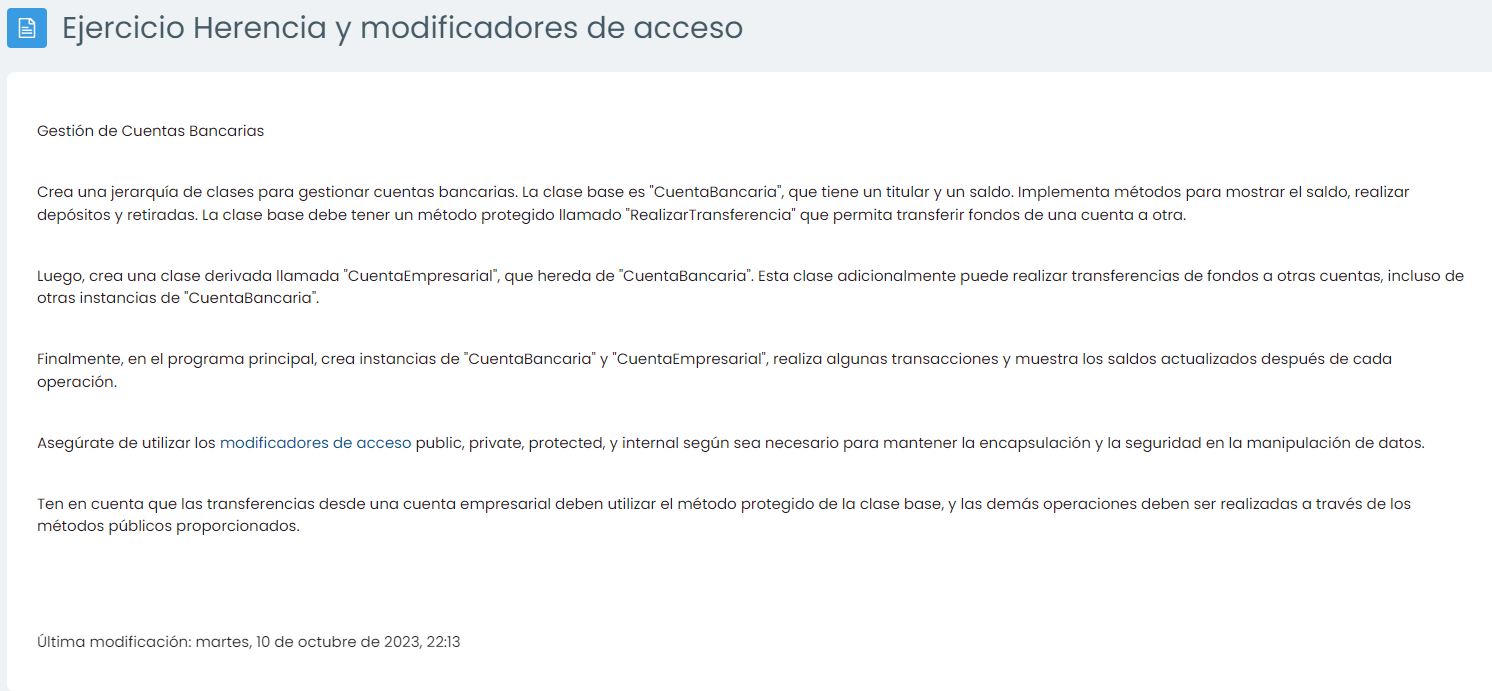 Ejercicio Herencia y modificadores de acceso
Gestión de Cuentas Bancarias
Crea una jerarquía de clases para gestionar cuentas bancarias. La clase base es "CuentaBancaria", que tiene un titular y un saldo. Implementa métodos para mostrar el saldo, realizar
depósitos y retiradas. La clase base debe tener un método protegido llamado "RealizarTransferencia" que permita transferir fondos de una cuenta a otra.
Luego, crea una clase derivada llamada "CuentaEmpresarial", que hereda de "CuentaBancaria". Esta clase adicionalmente puede realizar transferencias de fondos a otras cuentas, incluso de
otras instancias de "CuentaBancaria".
Finalmente, en el programa principal, crea instancias de "CuentaBancaria" y "CuentaEmpresarial", realiza algunas transacciones y muestra los saldos actualizados después de cada
operación.
Asegúrate de utilizar los modificadores de acceso public, private, protected, y internal según sea necesario para mantener la encapsulación y la seguridad en la manipulación de datos.
Ten en cuenta que las transferencias desde una cuenta empresarial deben utilizar el método protegido de la clase base, y las demás operaciones deben ser realizadas a través de los
métodos públicos proporcionados.
Última modificación: martes, 10 de octubre de 2023, 22:13